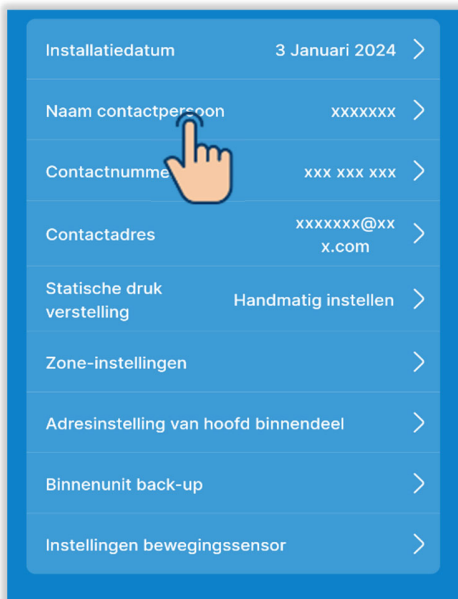 Installatiedatum 3 Januari 2024
Naam contactpersoon xxxxxxx
Contactnumme xxx xxx xxx
Contactadres xxxxxxx@xx
x.com
Statische druk
verstelling Handmatig instellen
Zone-instellingen
Adresinstelling van hoofd binnendeel
Binnenunit back-up
Instellingen bewegingssensor